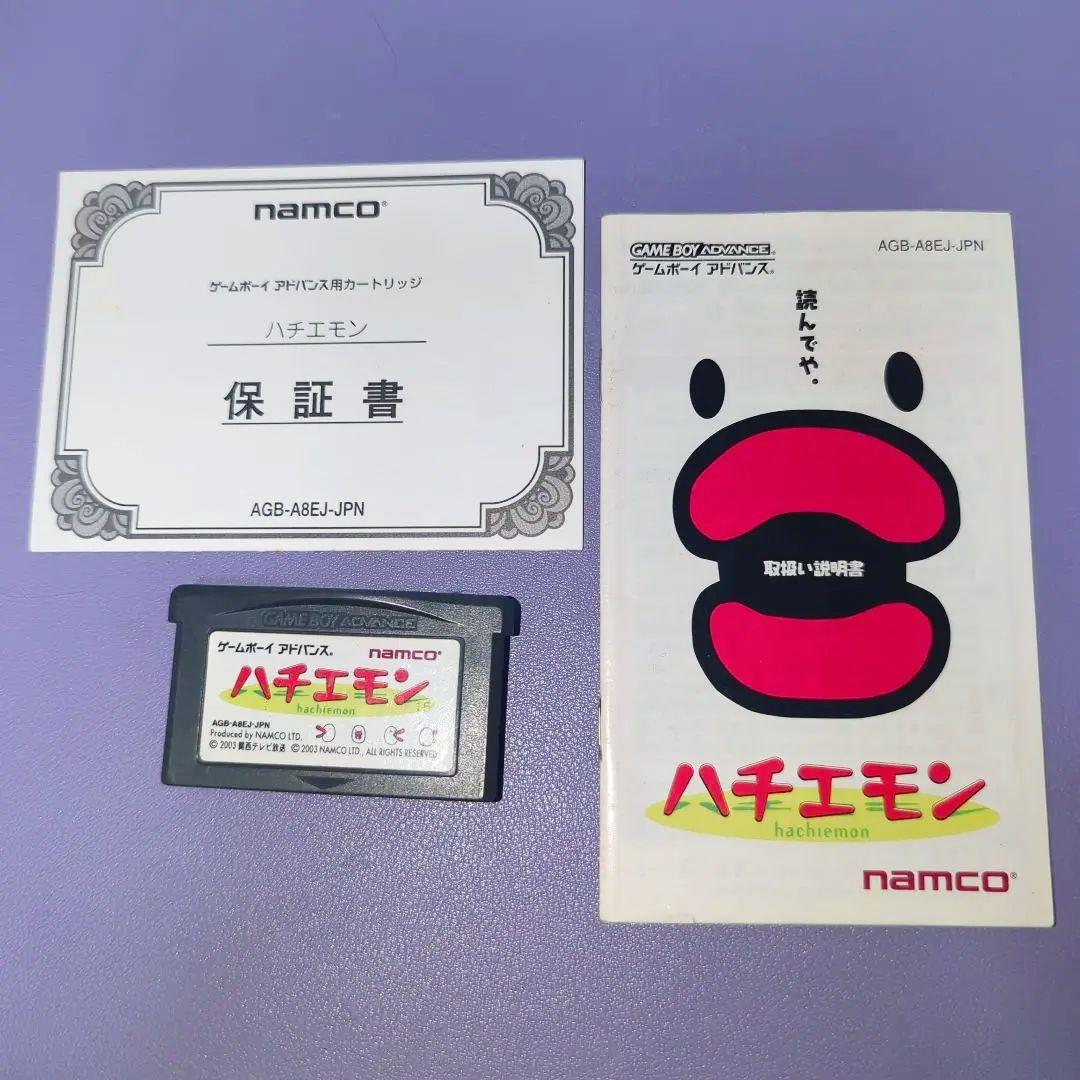 namco®
ゲームボーイ アドバンス用カートリッジ
ハチエモン
保証書
AGB-A8EJ-JPN
GAME BOY ADVANCE
ゲームボーイ アドバンス®
namco®
ハチエモン
hachiemon
AGB-A8EJ-JPN
Produced by NAMCO LTD.
© 2003 関西テレビ放送 © 2003 NAMCO LTD., ALL RIGHTS RESERVED
GAME BOY ADVANCE®
ゲームボーイ アドバンス®
AGB-A8EJ-JPN
読んでや。
取扱い説明書
ハチエモン
hachiemon
namco®